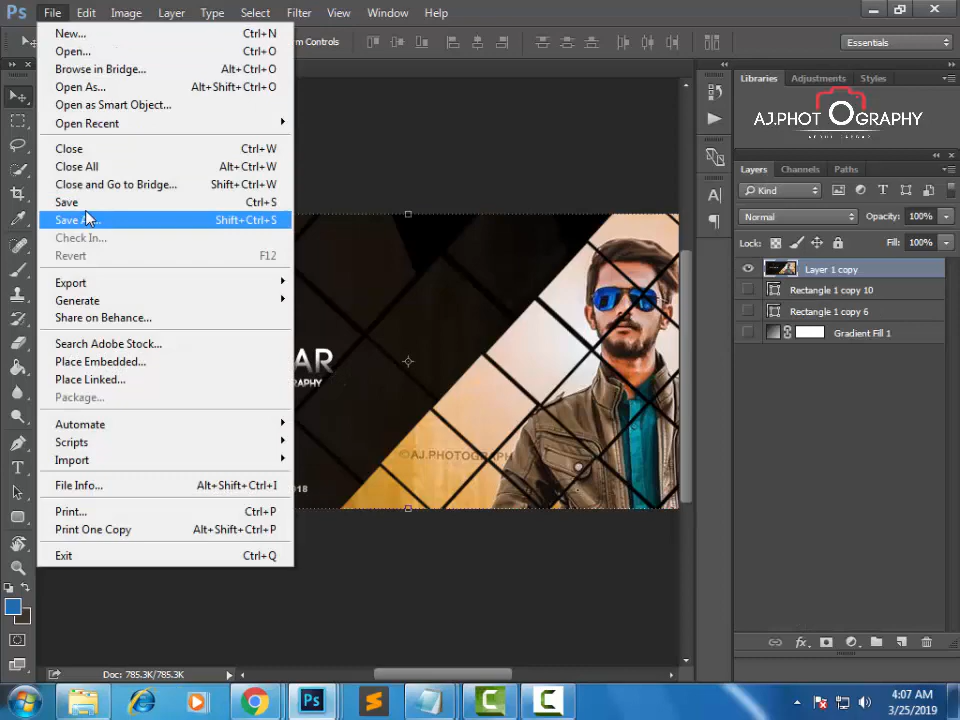 Ps File Edit Image Layer Type Select Filter View Window Help
New... Ctrl+N
m Controls
Essentials
Open... Ctrl+O
Browse in Bridge... Alt+Ctrl+O
Open As... Alt+Shift+Ctrl+O
Open as Smart Object...
Open Recent
Close Ctrl+W
Close All Alt+Ctrl+W
Close and Go to Bridge... Shift+Ctrl+W
Save Ctrl+S
Save A... Shift+Ctrl+S
Check In...
Revert F12
Export
Generate
Share on Behance...
Search Adobe Stock...
Place Embedded...
Place Linked...
Package...
Automate
Scripts
Import
File Info... Alt+Shift+Ctrl+I
Print... Ctrl+P
Print One Copy Alt+Shift+Ctrl+P
Exit Ctrl+Q
AR
RAPHY
018
©AJ.PHOTOGRAPH
Libraries Adjustments Styles
AJ.PHOTOGRAPHY
Layers Channels Paths
Kind
Normal Opacity: 100%
Lock: Fill: 100%
Layer 1 copy
Rectangle 1 copy 10
Rectangle 1 copy 6
Gradient Fill 1
fx
Doc: 785.3K/785.3K
Ps
4:07 AM
3/25/2019